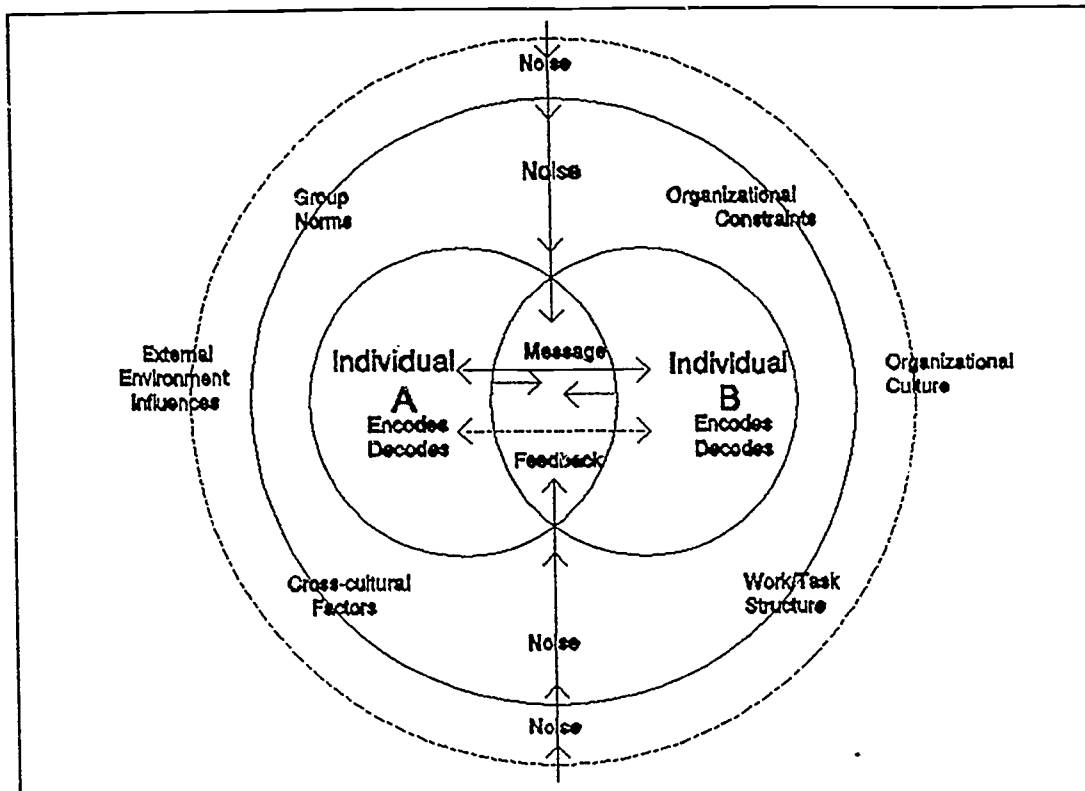 Noise
Noise
Group
Norms
Organizational
Constraints
External
Environment
Influences
Individual
A
Encodes
Decodes
Message
Feedback
Individual
B
Encodes
Decodes
Organizational
Culture
Cross-cultural
Factors
Work/Task
Structure
Noise
Noise